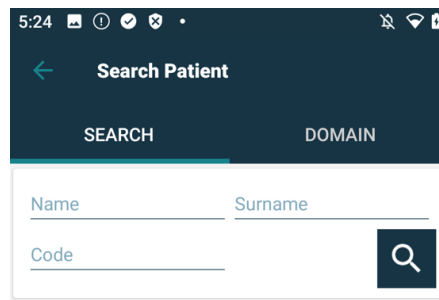 5:24
Search Patient
SEARCH DOMAIN
Name Surname
Code